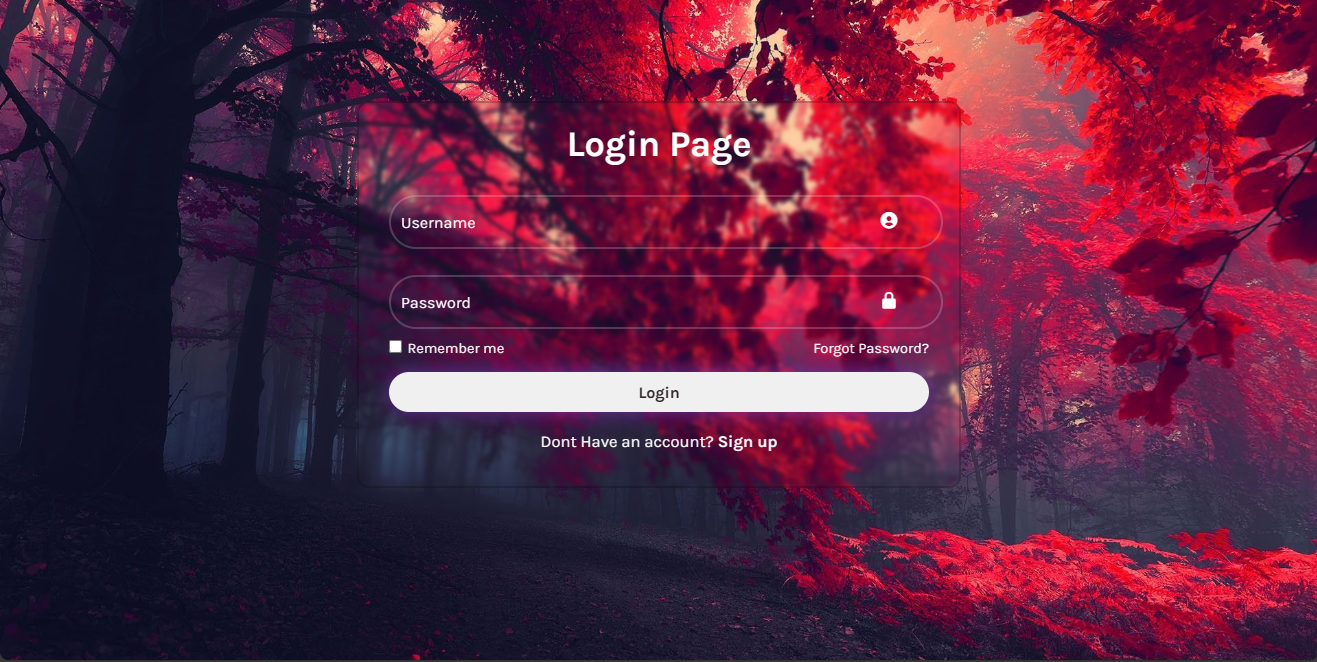 Login Page
Username
Password
Remember me Forgot Password?
Login
Dont Have an account? Sign up